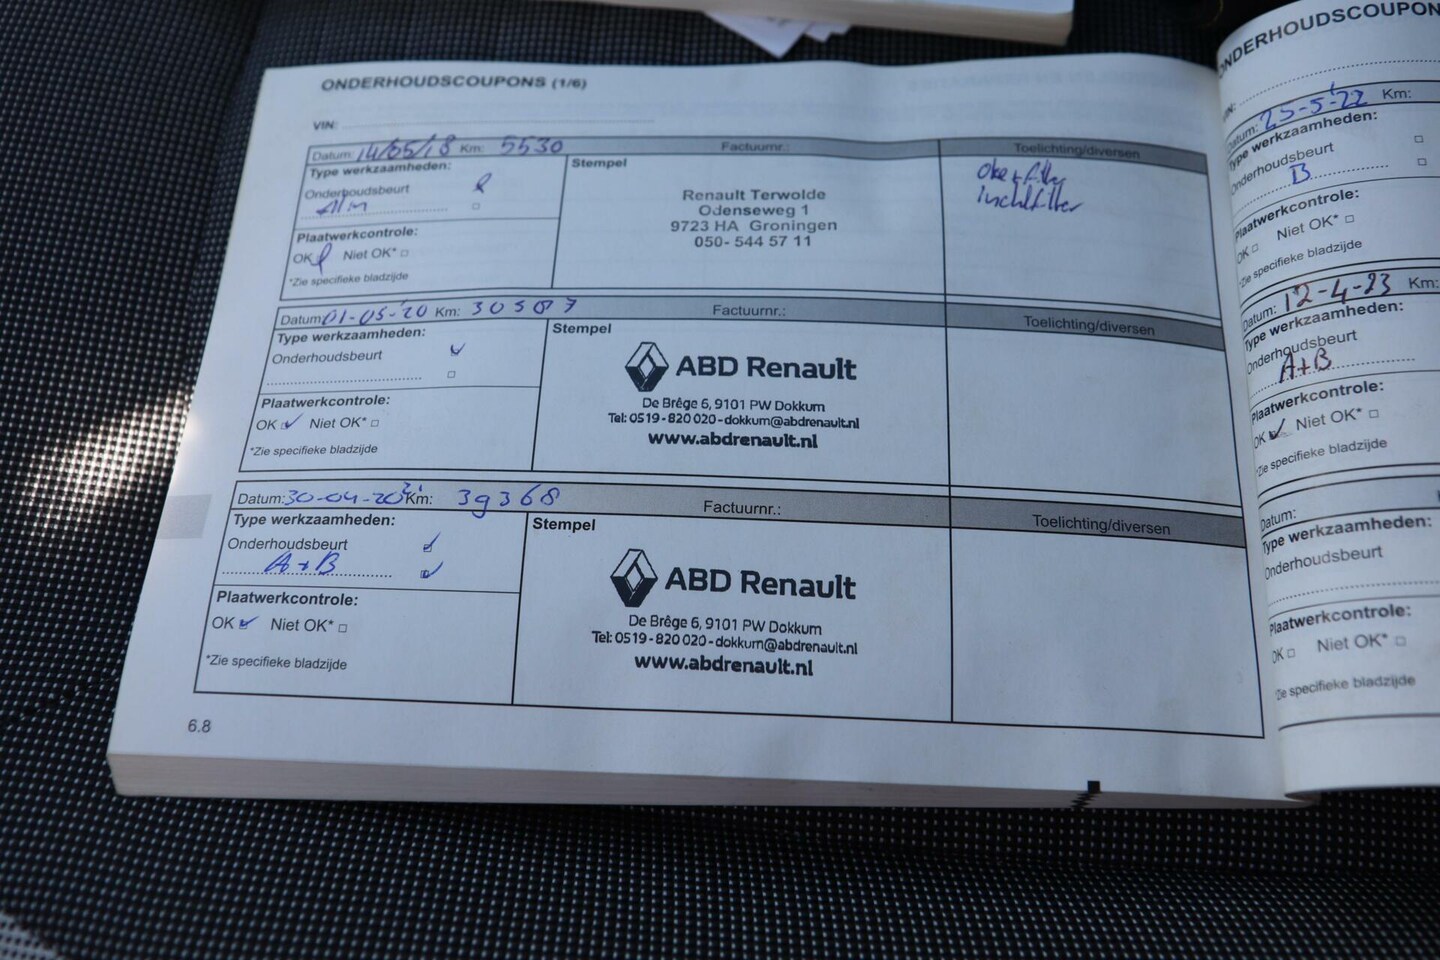 ONDERHOUDSCOUPONS (1/6)
VIN:
Datum: 14/05/18 Km: 5530 Factuurnr.: Toelichting/diversen
Type werkzaamheden:
Onderhoudsbeurt
Plaatwerkcontrole:
OK Niet OK*
*Zie specifieke bladzijde
Stempel
Renault Terwolde
Odenseweg 1
9723 HA Groningen
050- 544 57 11
Datum: 01-05-'20 Km: 30587 Factuurnr.: Toelichting/diversen
Type werkzaamheden:
Onderhoudsbeurt
Plaatwerkcontrole:
OK Niet OK*
*Zie specifieke bladzijde
Stempel
ABD Renault
De Brêge 6, 9101 PW Dokkum
Tel: 0519-820 020-dokkum@abdrenault.nl
www.abdrenault.nl
Datum: 30-04-2021 Km: 39368 Factuurnr.: Toelichting/diversen
Type werkzaamheden:
Onderhoudsbeurt
A+B
Plaatwerkcontrole:
OK Niet OK*
*Zie specifieke bladzijde
Stempel
ABD Renault
De Brêge 6, 9101 PW Dokkum
Tel: 0519-820 020-dokkum@abdrenault.nl
www.abdrenault.nl
6.8
ONDERHOUDSCOUPON
VIN:
Datum: 25-5-'22 Km:
Type werkzaamheden:
Onderhoudsbeurt
B
Plaatwerkcontrole:
OK Niet OK*
*Zie specifieke bladzijde
Datum: 12-4-23 Km:
Type werkzaamheden:
Onderhoudsbeurt
A+B
Plaatwerkcontrole:
OK Niet OK*
*Zie specifieke bladzijde
Datum:
Type werkzaamheden:
Onderhoudsbeurt
Plaatwerkcontrole:
OK Niet OK*
*Zie specifieke bladzijde